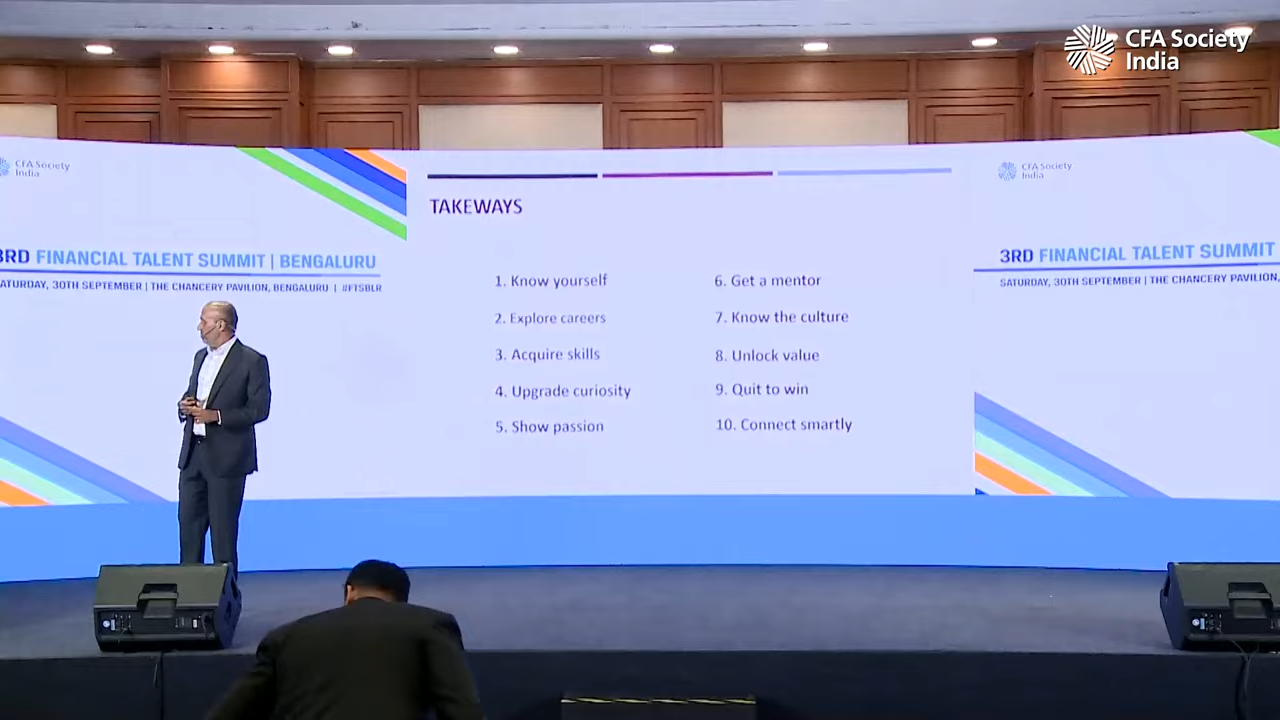 CFA Society
India
CFA Society
India
3RD FINANCIAL TALENT SUMMIT | BENGALURU
SATURDAY, 30TH SEPTEMBER | THE CHANCERY PAVILION, BENGALURU | #FTSBLR
TAKEWAYS
1. Know yourself
2. Explore careers
3. Acquire skills
4. Upgrade curiosity
5. Show passion
6. Get a mentor
7. Know the culture
8. Unlock value
9. Quit to win
10. Connect smartly
CFA Society
India
3RD FINANCIAL TALENT SUMMIT
SATURDAY, 30TH SEPTEMBER | THE CHANCERY PAVILION,